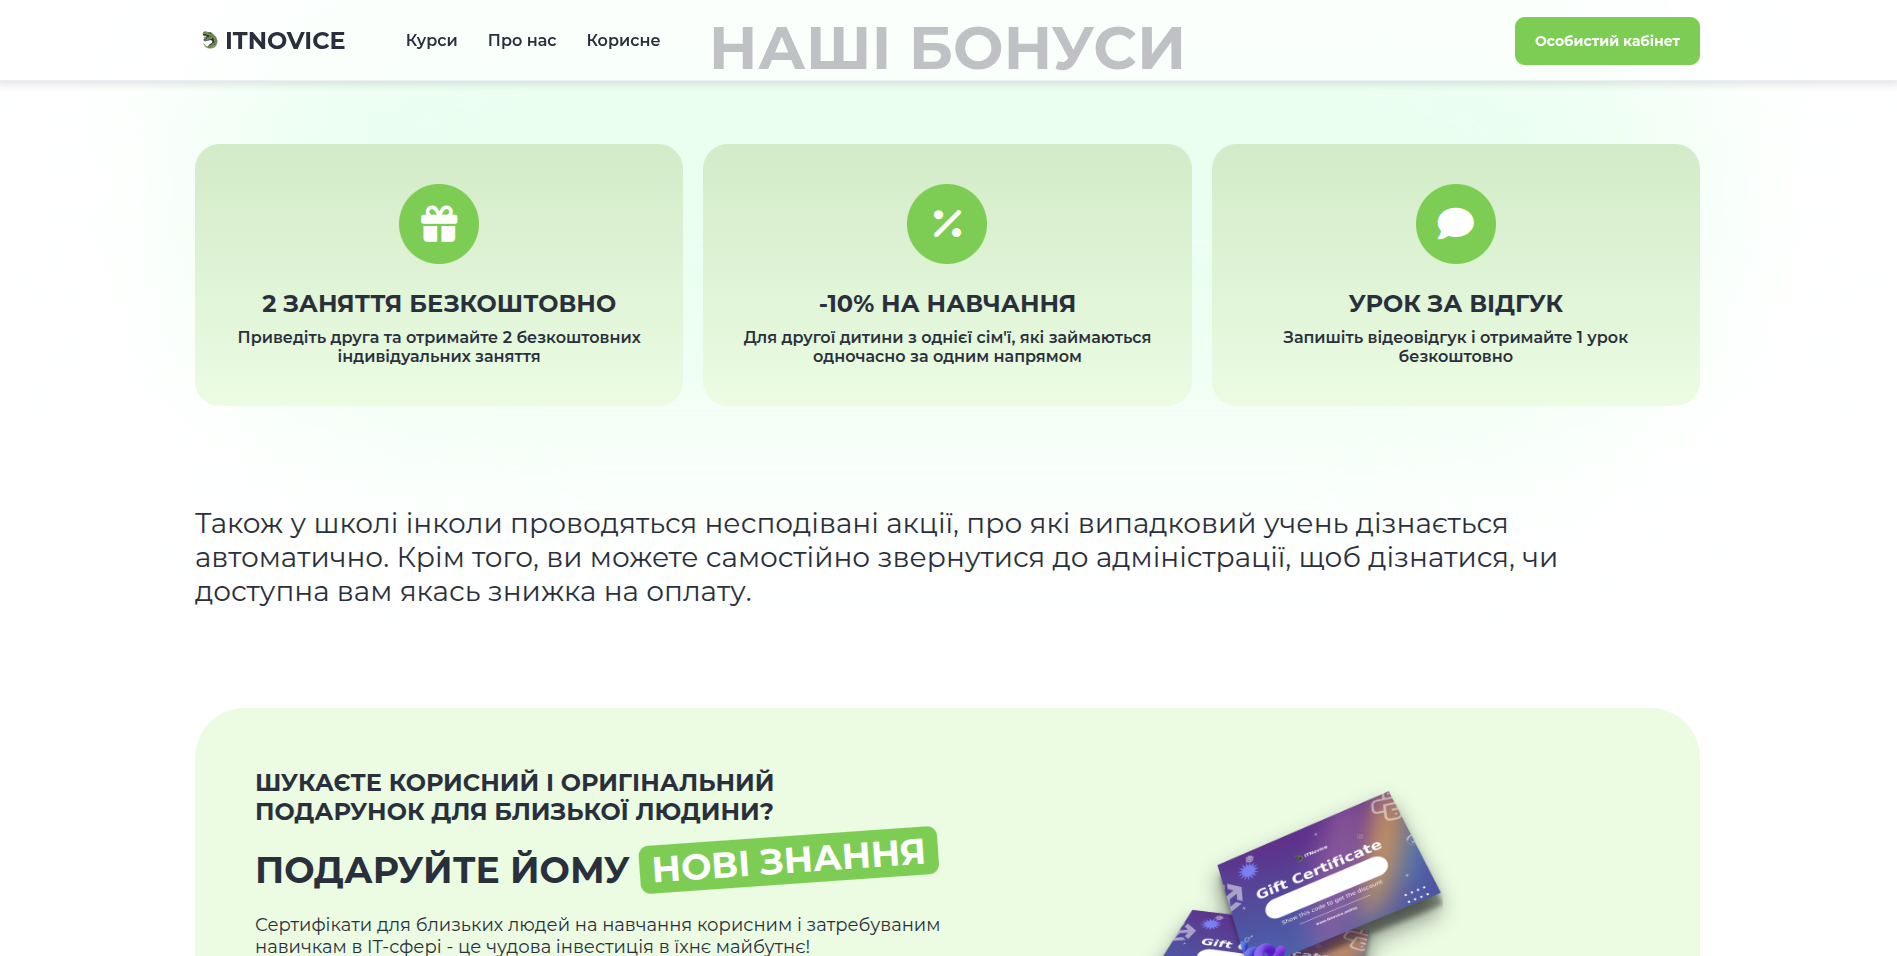 ITNOVICE
Курси
Про нас
Корисне
НАШІ БОНУСИ
Особистий кабінет
2 ЗАНЯТТЯ БЕЗКОШТОВНО
Приведіть друга та отримайте 2 безкоштовних
індивідуальних заняття
-10% НА НАВЧАННЯ
Для другої дитини з однієї сім'ї, які займаються
одночасно за одним напрямом
УРОК ЗА ВІДГУК
Запишіть відеовідгук і отримайте 1 урок
безкоштовно
Також у школі інколи проводяться несподівані акції, про які випадковий учень дізнається
автоматично. Крім того, ви можете самостійно звернутися до адміністрації, щоб дізнатися, чи
доступна вам якась знижка на оплату.
ШУКАЄТЕ КОРИСНИЙ І ОРИГІНАЛЬНИЙ
ПОДАРУНОК ДЛЯ БЛИЗЬКОЇ ЛЮДИНИ?
ПОДАРУЙТЕ ЙОМУ НОВІ ЗНАННЯ
Сертифікати для близьких людей на навчання корисним і затребуваним
навичкам в ІТ-сфері - це чудова інвестиція в їхнє майбутнє!
ITNovice
Gift Certificate
Show this code to get the discount
Gift